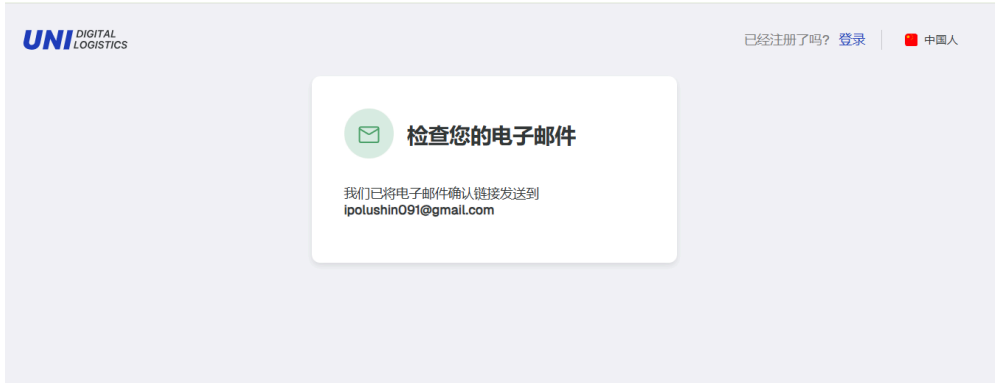 UNI DIGITAL LOGISTICS
已经注册了吗? 登录
中国人
检查您的电子邮件
我们已将电子邮件确认链接发送到
ipolushin091@gmail.com